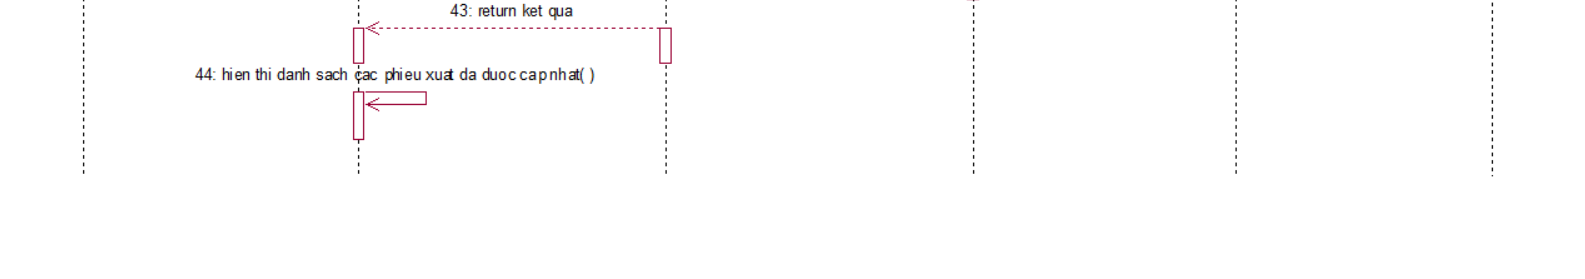 43: return ket qua
44: hien thi danh sach cac phieu xuat da duoc cap nhat( )